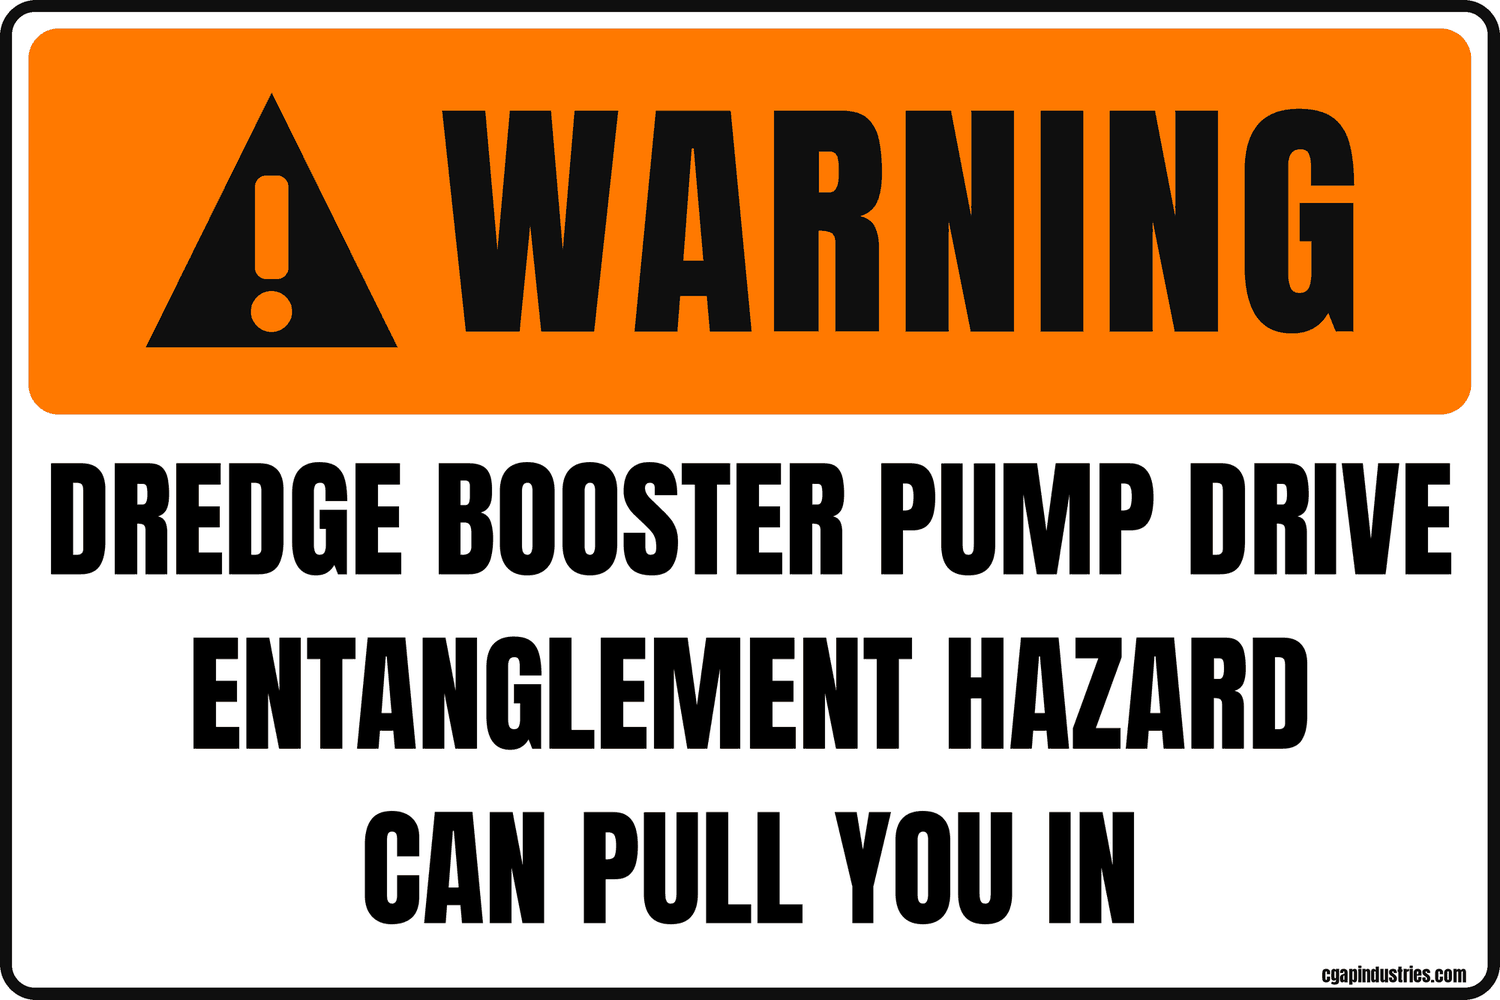 WARNING
DREDGE BOOSTER PUMP DRIVE
ENTANGLEMENT HAZARD
CAN PULL YOU IN
cgapindustries.com